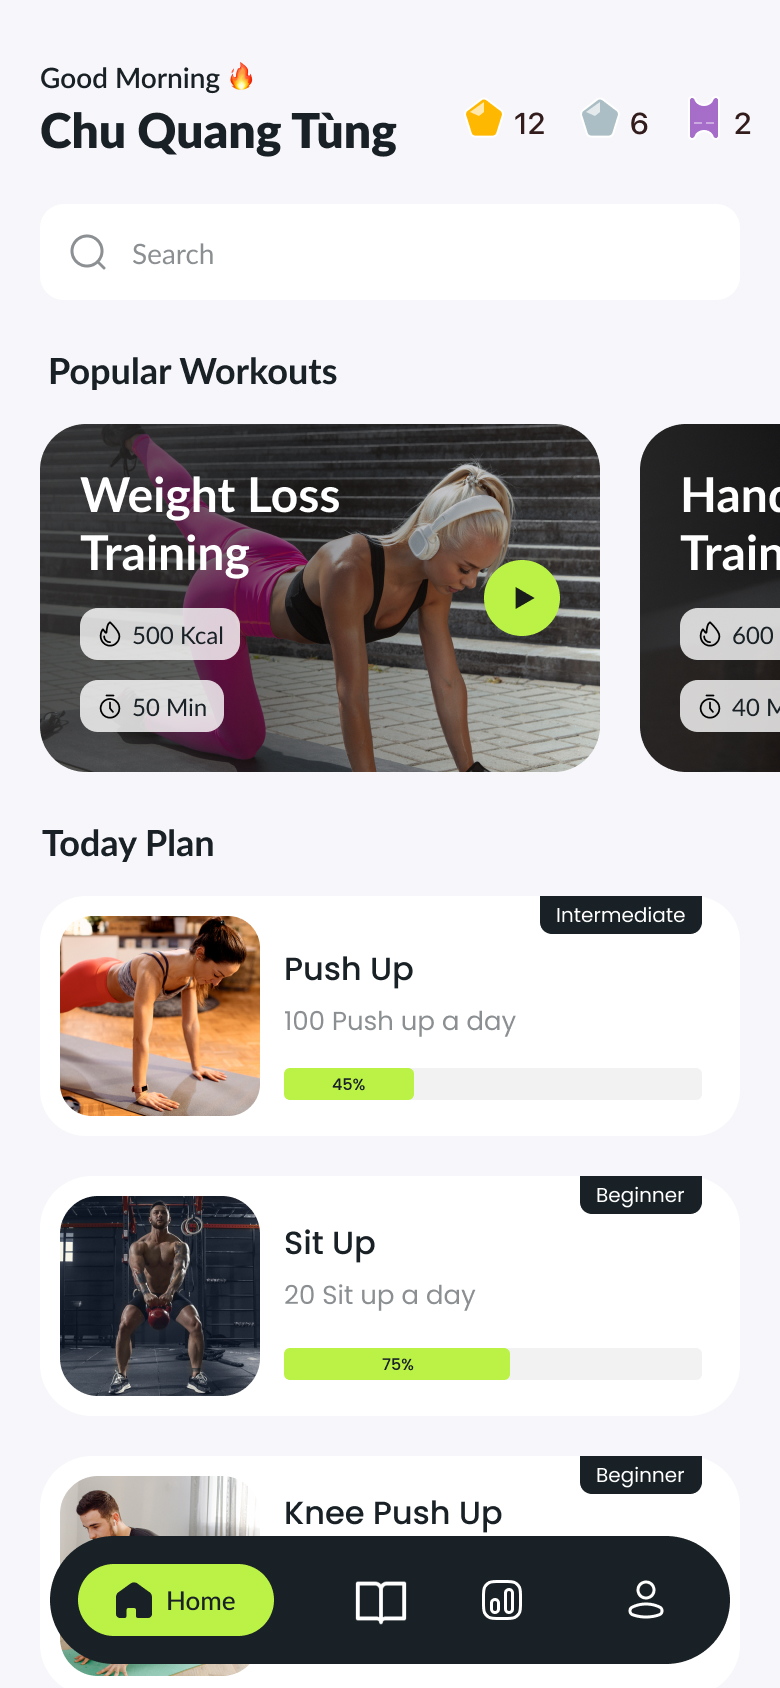 Good Morning 🔥
Chu Quang Tùng
12
6
2
Search
Popular Workouts
Weight Loss
Training
500 Kcal
50 Min
600
40
Today Plan
Intermediate
Push Up
100 Push up a day
45%
Beginner
Sit Up
20 Sit up a day
75%
Beginner
Knee Push Up
Home